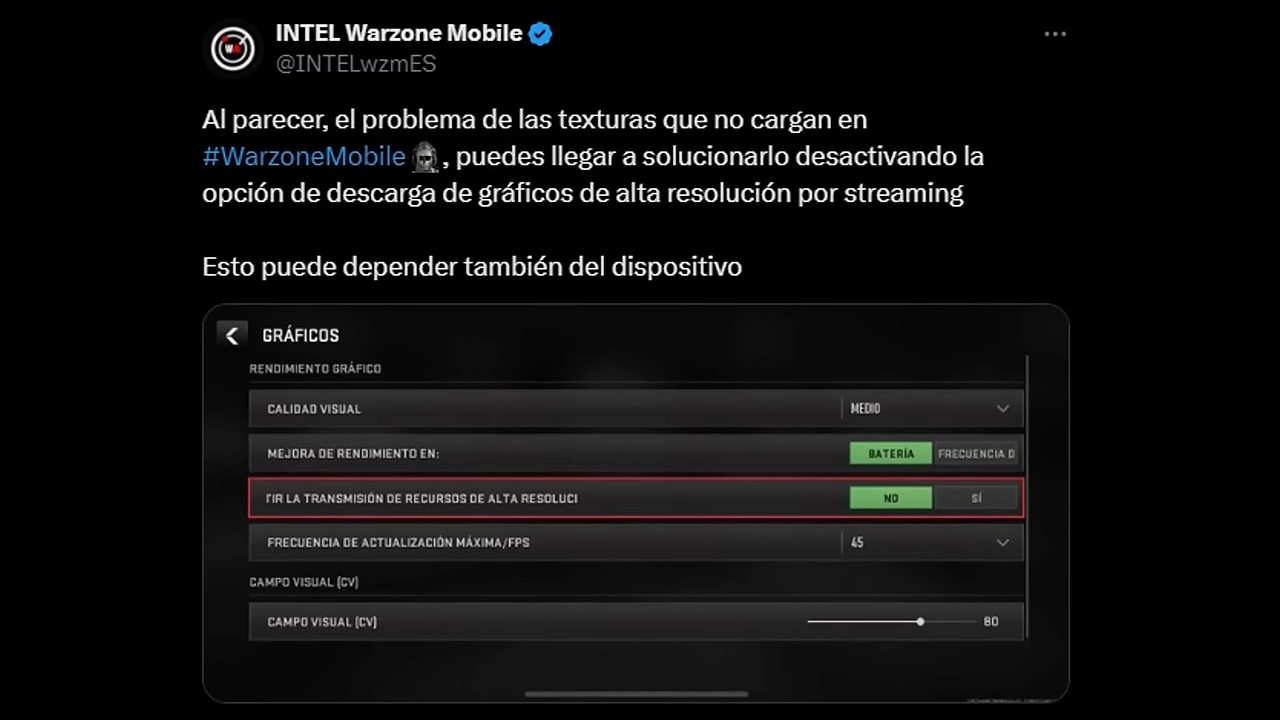 INTEL Warzone Mobile
@INTELwzmES
Al parecer, el problema de las texturas que no cargan en
#WarzoneMobile, puedes llegar a solucionarlo desactivando la
opción de descarga de gráficos de alta resolución por streaming
Esto puede depender también del dispositivo
GRÁFICOS
RENDIMIENTO GRÁFICO
CALIDAD VISUAL MEDIO
MEJORA DE RENDIMIENTO EN: BATERÍA FRECUENCIA D
TIR LA TRANSMISIÓN DE RECURSOS DE ALTA RESOLUCI NO SÍ
FRECUENCIA DE ACTUALIZACIÓN MÁXIMA/FPS 45
CAMPO VISUAL (CV)
CAMPO VISUAL (CV) 80